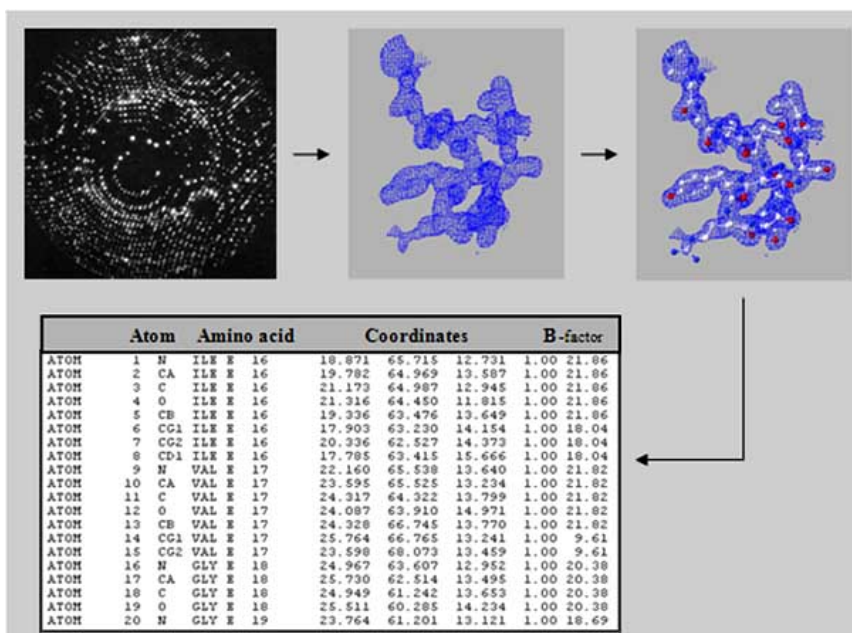 Atom Amino acid Coordinates B-factor
ATOM 1 N ILE E 16 18.871 65.715 12.731 1.00 21.86
ATOM 2 CA ILE E 16 19.782 64.969 13.587 1.00 21.86
ATOM 3 C ILE E 16 21.173 64.987 12.945 1.00 21.86
ATOM 4 O ILE E 16 21.316 64.450 11.815 1.00 21.86
ATOM 5 CB ILE E 16 19.336 63.476 13.649 1.00 21.86
ATOM 6 CG1 ILE E 16 17.903 63.230 14.154 1.00 18.04
ATOM 7 CG2 ILE E 16 20.336 62.527 14.373 1.00 18.04
ATOM 8 CD1 ILE E 16 17.785 63.415 15.666 1.00 18.04
ATOM 9 N VAL E 17 22.160 65.538 13.640 1.00 21.82
ATOM 10 CA VAL E 17 23.595 65.525 13.234 1.00 21.82
ATOM 11 C VAL E 17 24.317 64.322 13.799 1.00 21.82
ATOM 12 O VAL E 17 24.087 63.910 14.971 1.00 21.82
ATOM 13 CB VAL E 17 24.328 66.745 13.770 1.00 21.82
ATOM 14 CG1 VAL E 17 25.764 66.765 13.241 1.00 9.61
ATOM 15 CG2 VAL E 17 23.598 68.073 13.459 1.00 9.61
ATOM 16 N GLY E 18 24.967 63.607 12.952 1.00 20.38
ATOM 17 CA GLY E 18 25.730 62.514 13.495 1.00 20.38
ATOM 18 C GLY E 18 24.949 61.242 13.653 1.00 20.38
ATOM 19 O GLY E 18 25.511 60.285 14.234 1.00 20.38
ATOM 20 N GLY E 19 23.764 61.201 13.121 1.00 18.69